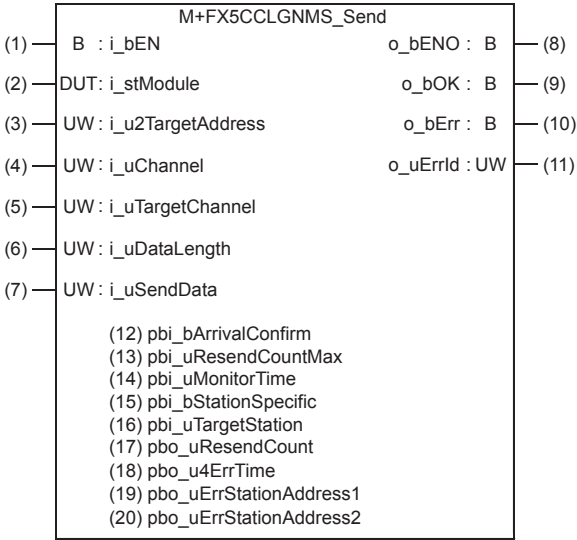 M+FX5CCLGNMS_Send
(1) B : i_bEN o_bENO : B (8)
(2) DUT: i_stModule o_bOK : B (9)
(3) UW : i_u2TargetAddress o_bErr : B (10)
(4) UW : i_uChannel o_uErrId : UW (11)
(5) UW : i_uTargetChannel
(6) UW : i_uDataLength
(7) UW : i_uSendData
(12) pbi_bArrivalConfirm
(13) pbi_uResendCountMax
(14) pbi_uMonitorTime
(15) pbi_bStationSpecific
(16) pbi_uTargetStation
(17) pbo_uResendCount
(18) pbo_u4ErrTime
(19) pbo_uErrStationAddress1
(20) pbo_uErrStationAddress2